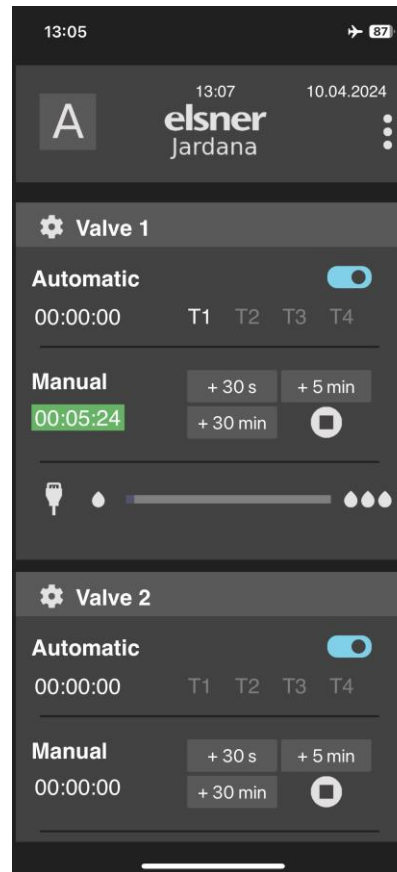 13:05 87
13:07 10.04.2024
A elsner
Jardana
Valve 1
Automatic
00:00:00 T1 T2 T3 T4
Manual + 30 s + 5 min
00:05:24 + 30 min
Valve 2
Automatic
00:00:00 T1 T2 T3 T4
Manual + 30 s + 5 min
00:00:00 + 30 min